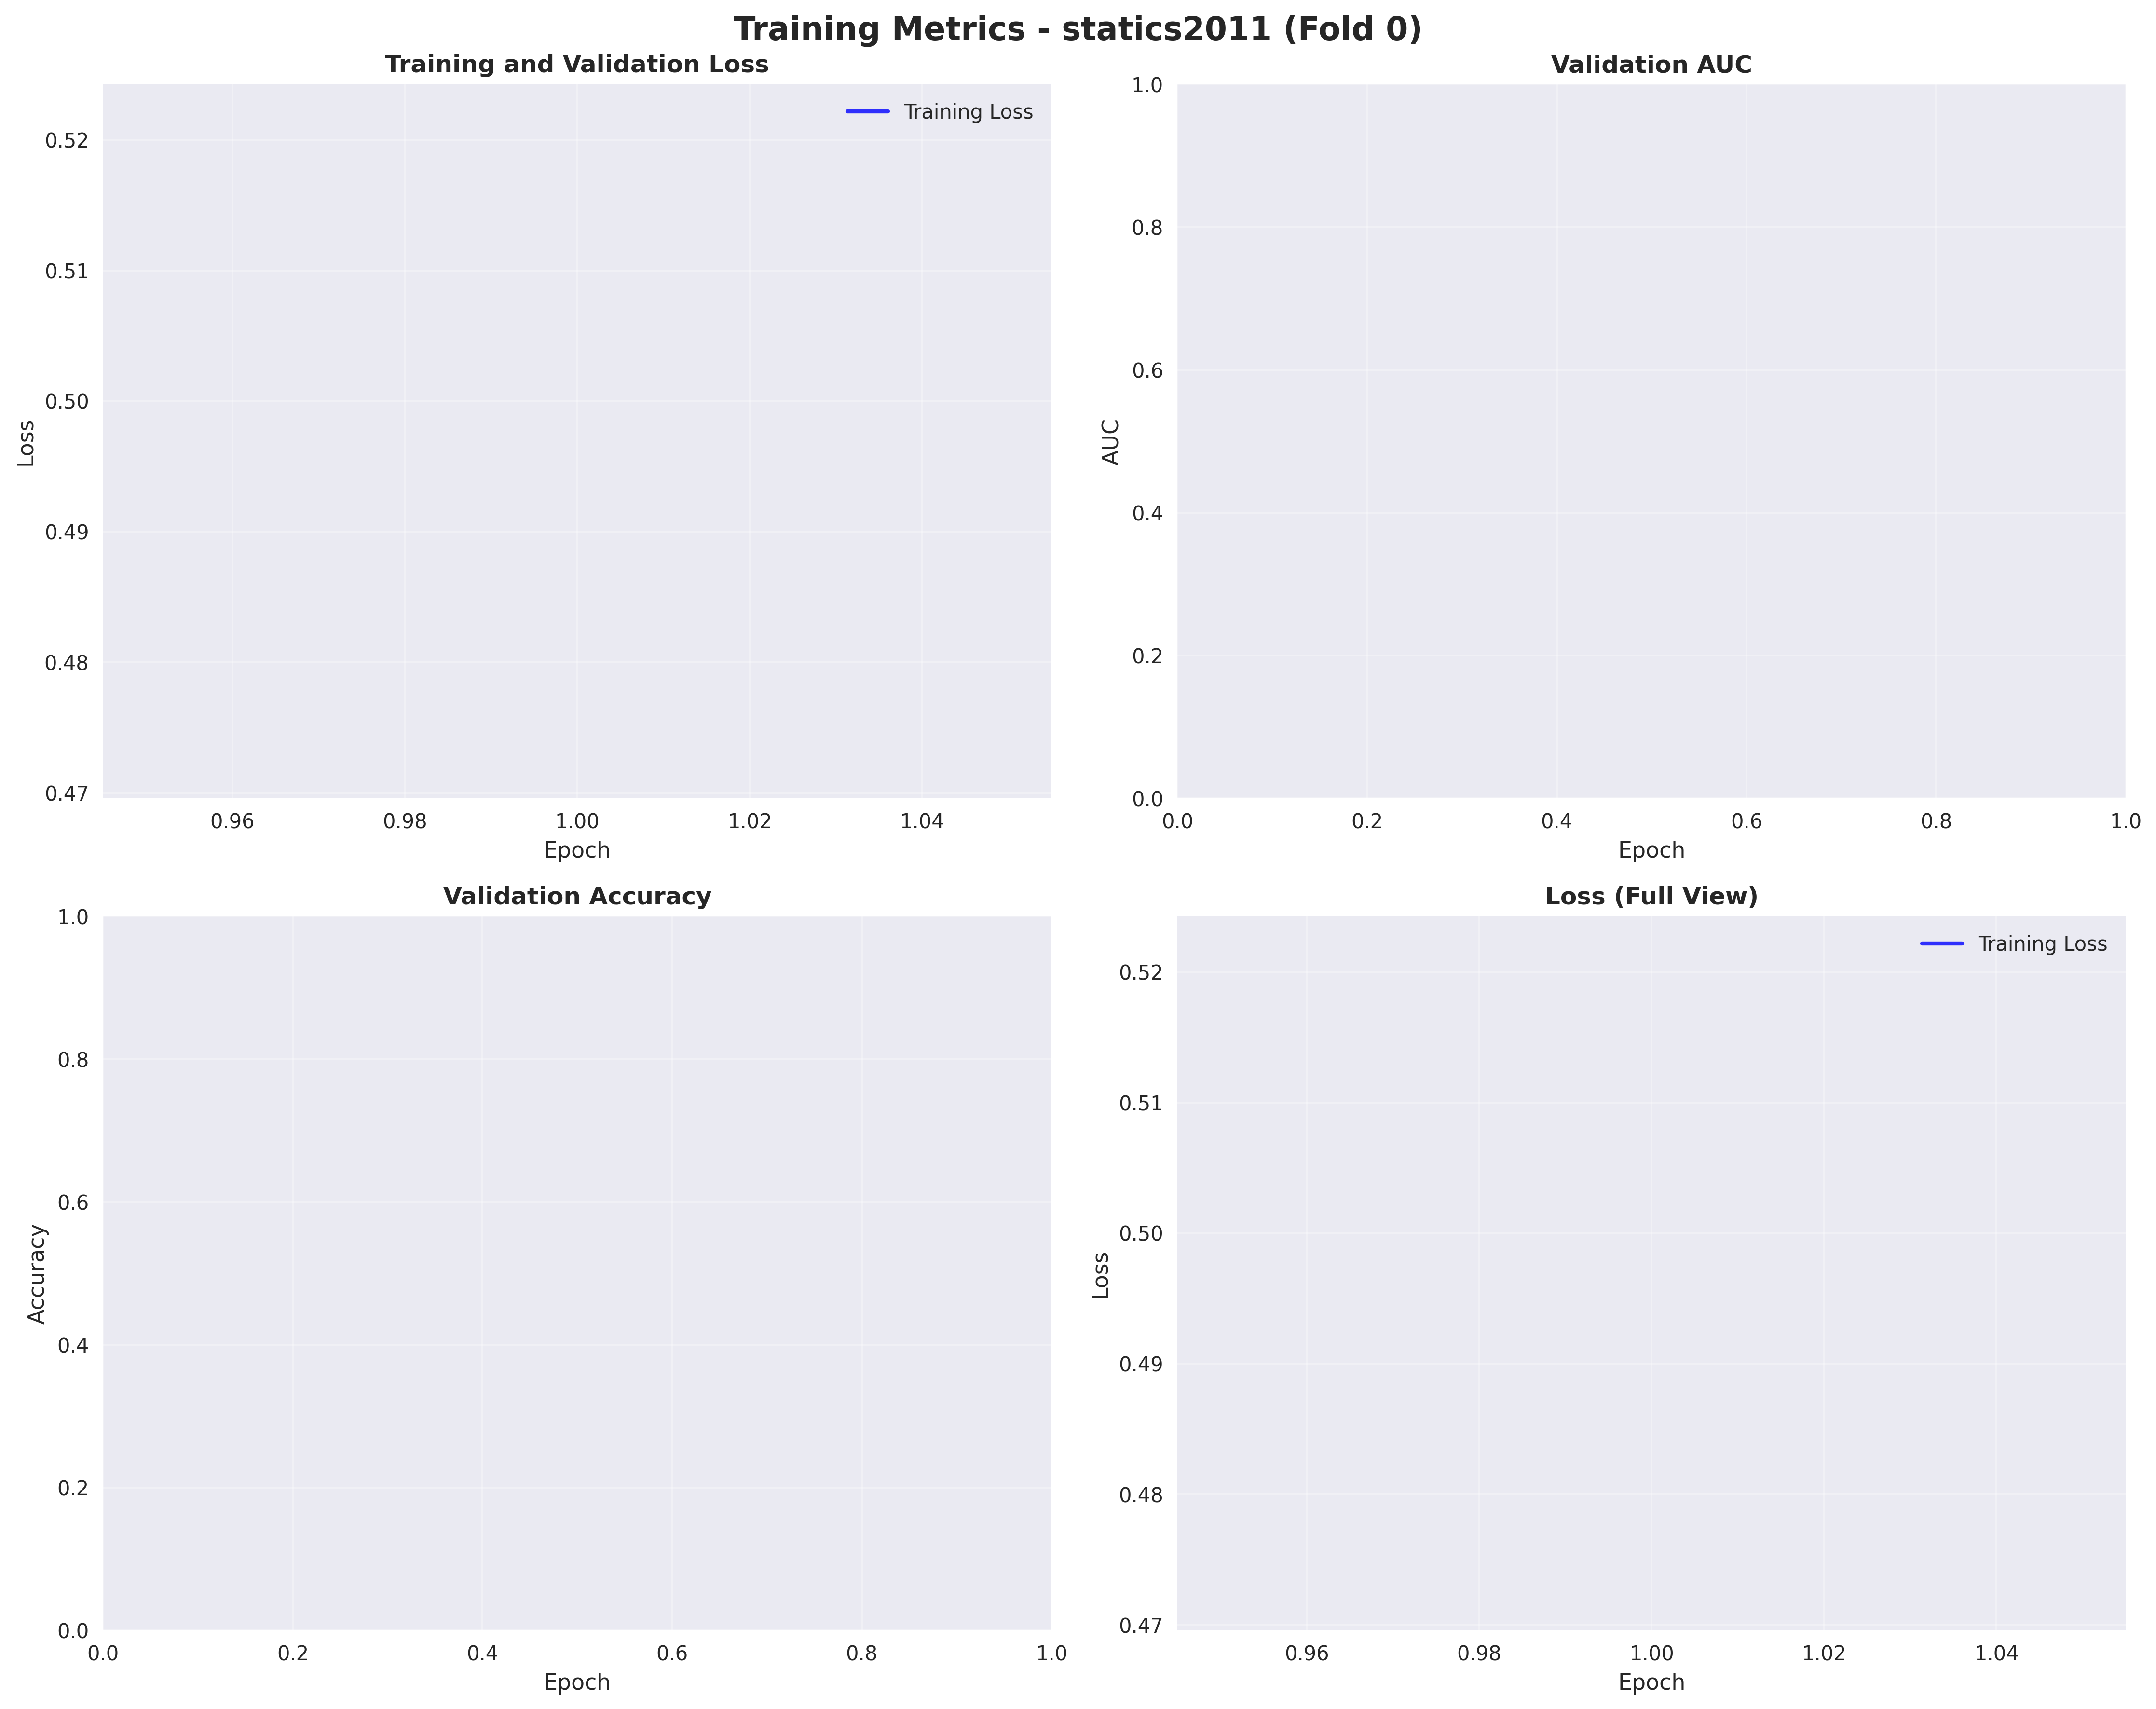 Training Metrics - statics2011 (Fold 0)
Training and Validation Loss
Training Loss
0.52
0.51
0.50
0.49
0.48
0.47
Loss
0.96 0.98 1.00 1.02 1.04
Epoch
Validation AUC
1.0
0.8
0.6
0.4
0.2
0.0
AUC
0.0 0.2 0.4 0.6 0.8 1.0
Epoch
Validation Accuracy
1.0
0.8
0.6
0.4
0.2
0.0
Accuracy
0.0 0.2 0.4 0.6 0.8 1.0
Epoch
Loss (Full View)
Training Loss
0.52
0.51
0.50
0.49
0.48
0.47
Loss
0.96 0.98 1.00 1.02 1.04
Epoch